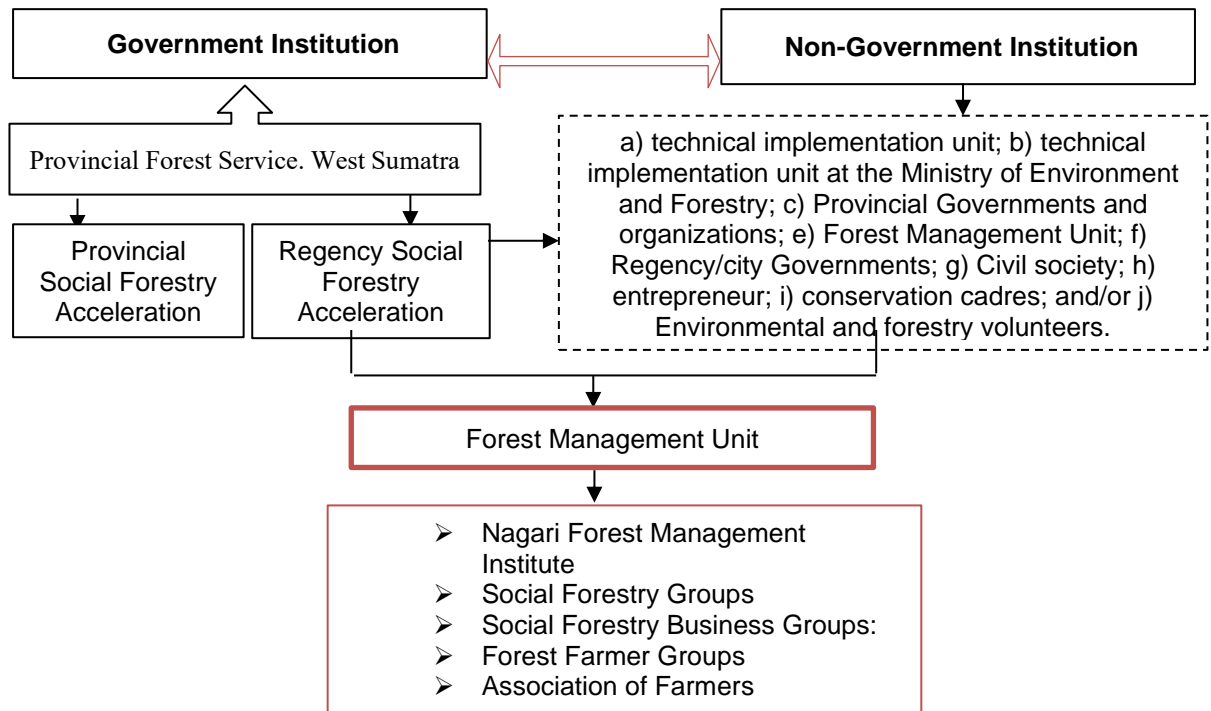 Government Institution
Non-Government Institution
Provincial Forest Service. West Sumatra
a) technical implementation unit; b) technical
implementation unit at the Ministry of Environment
and Forestry; c) Provincial Governments and
organizations; e) Forest Management Unit; f)
Regency/city Governments; g) Civil society; h)
entrepreneur; i) conservation cadres; and/or j)
Environmental and forestry volunteers.
Provincial
Social Forestry
Acceleration
Regency Social
Forestry
Acceleration
Forest Management Unit
➢ Nagari Forest Management
Institute
➢ Social Forestry Groups
➢ Social Forestry Business Groups:
➢ Forest Farmer Groups
➢ Association of Farmers